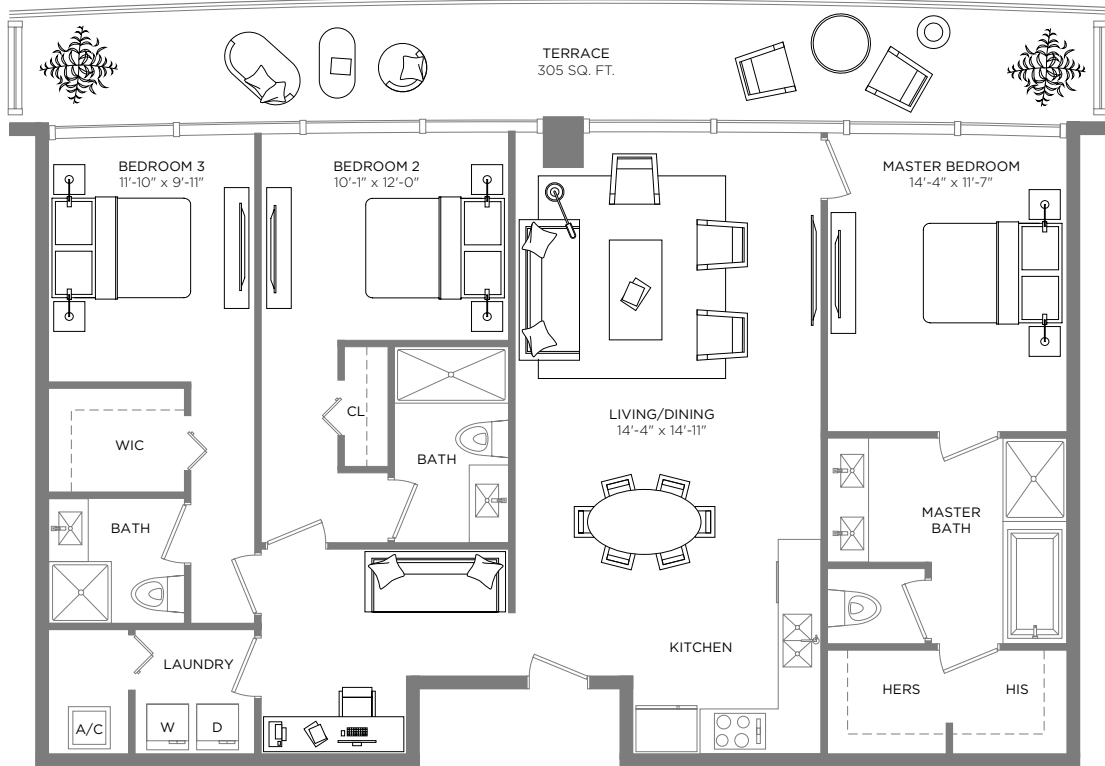 TERRACE
305 SQ. FT.
BEDROOM 3
11'-10" x 9'-11"
BEDROOM 2
10'-1" x 12'-0"
MASTER BEDROOM
14'-4" x 11'-7"
CL
LIVING/DINING
14'-4" x 14'-11"
WIC
BATH
BATH
MASTER
BATH
KITCHEN
LAUNDRY
HERS
HIS
A/C
W
D